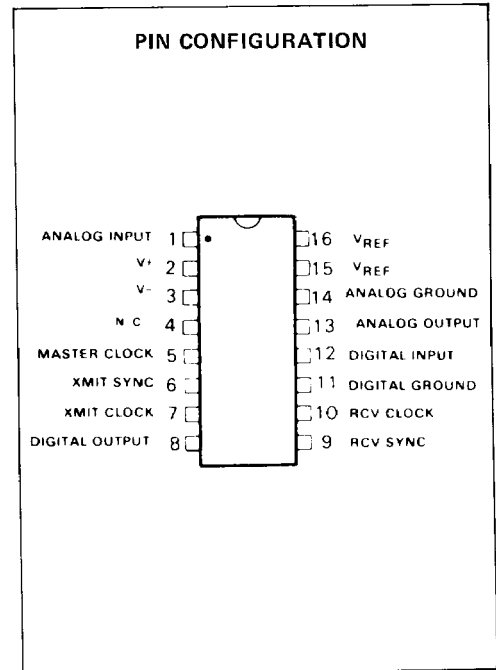 PIN CONFIGURATION
ANALOG INPUT 1
V+ 2
V- 3
N C 4
MASTER CLOCK 5
XMIT SYNC 6
XMIT CLOCK 7
DIGITAL OUTPUT 8
16 VREF
15 VREF
14 ANALOG GROUND
13 ANALOG OUTPUT
12 DIGITAL INPUT
11 DIGITAL GROUND
10 RCV CLOCK
9 RCV SYNC